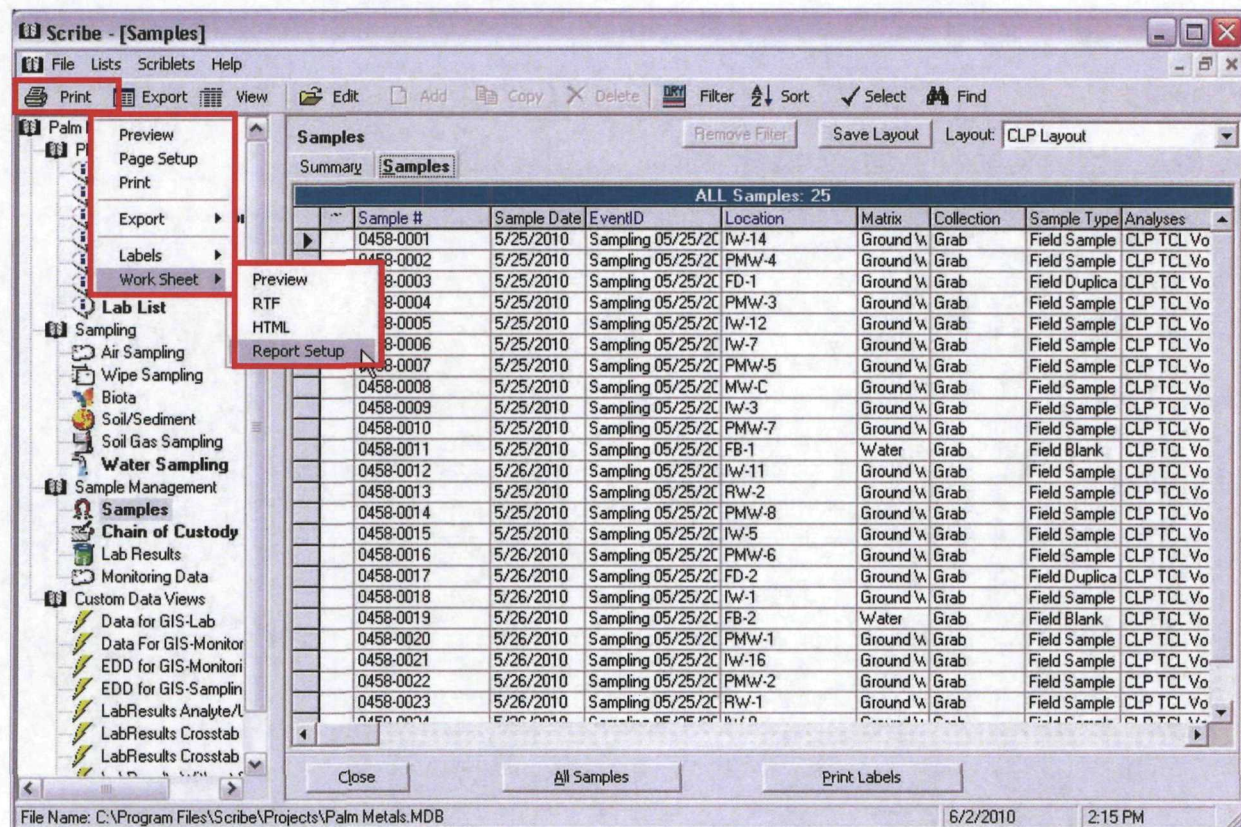 Scribe - [Samples]
File Lists Scriblets Help
Print Export View Edit Add Copy Delete Filter Sort Select Find
Preview
Page Setup
Print
Export
Labels
Work Sheet
Preview
RTF
HTML
Report Setup
Palm
Lab List
Sampling
Air Sampling
Wipe Sampling
Biota
Soil/Sediment
Soil Gas Sampling
Water Sampling
Sample Management
Samples
Chain of Custody
Lab Results
Monitoring Data
Custom Data Views
Data for GIS-Lab
Data For GIS-Monitor
EDD for GIS-Monitori
EDD for GIS-Samplin
LabResults Analyte/L
LabResults Crosstab
LabResults Crosstab
Samples Remove Filter Save Layout Layout: CLP Layout
Summary Samples
ALL Samples: 25
Sample # Sample Date EventID Location Matrix Collection Sample Type Analyses
0458-0001 5/25/2010 Sampling 05/25/20 IW-14 Ground W Grab Field Sample CLP TCL Vo
0458-0002 5/25/2010 Sampling 05/25/20 PMW-4 Ground W Grab Field Sample CLP TCL Vo
8-0003 5/25/2010 Sampling 05/25/20 FD-1 Ground W Grab Field Duplica CLP TCL Vo
8-0004 5/25/2010 Sampling 05/25/20 PMW-3 Ground W Grab Field Sample CLP TCL Vo
8-0005 5/25/2010 Sampling 05/25/20 IW-12 Ground W Grab Field Sample CLP TCL Vo
8-0006 5/25/2010 Sampling 05/25/20 IW-7 Ground W Grab Field Sample CLP TCL Vo
8-0007 5/25/2010 Sampling 05/25/20 PMW-5 Ground W Grab Field Sample CLP TCL Vo
0458-0008 5/25/2010 Sampling 05/25/20 MW-C Ground W Grab Field Sample CLP TCL Vo
0458-0009 5/25/2010 Sampling 05/25/20 IW-3 Ground W Grab Field Sample CLP TCL Vo
0458-0010 5/25/2010 Sampling 05/25/20 PMW-7 Ground W Grab Field Sample CLP TCL Vo
0458-0011 5/25/2010 Sampling 05/25/20 FB-1 Water Grab Field Blank CLP TCL Vo
0458-0012 5/26/2010 Sampling 05/25/20 IW-11 Ground W Grab Field Sample CLP TCL Vo
0458-0013 5/25/2010 Sampling 05/25/20 RW-2 Ground W Grab Field Sample CLP TCL Vo
0458-0014 5/25/2010 Sampling 05/25/20 PMW-8 Ground W Grab Field Sample CLP TCL Vo
0458-0015 5/25/2010 Sampling 05/25/20 IW-5 Ground W Grab Field Sample CLP TCL Vo
0458-0016 5/26/2010 Sampling 05/25/20 PMW-6 Ground W Grab Field Sample CLP TCL Vo
0458-0017 5/26/2010 Sampling 05/25/20 FD-2 Ground W Grab Field Duplica CLP TCL Vo
0458-0018 5/26/2010 Sampling 05/25/20 IW-1 Ground W Grab Field Sample CLP TCL Vo
0458-0019 5/26/2010 Sampling 05/25/20 FB-2 Water Grab Field Blank CLP TCL Vo
0458-0020 5/26/2010 Sampling 05/25/20 PMW-1 Ground W Grab Field Sample CLP TCL Vo
0458-0021 5/26/2010 Sampling 05/25/20 IW-16 Ground W Grab Field Sample CLP TCL Vo
0458-0022 5/26/2010 Sampling 05/25/20 PMW-2 Ground W Grab Field Sample CLP TCL Vo
0458-0023 5/26/2010 Sampling 05/25/20 RW-1 Ground W Grab Field Sample CLP TCL Vo
Close All Samples Print Labels
File Name: C:\Program Files\Scribe\Projects\Palm Metals.MDB 6/2/2010 2:15 PM